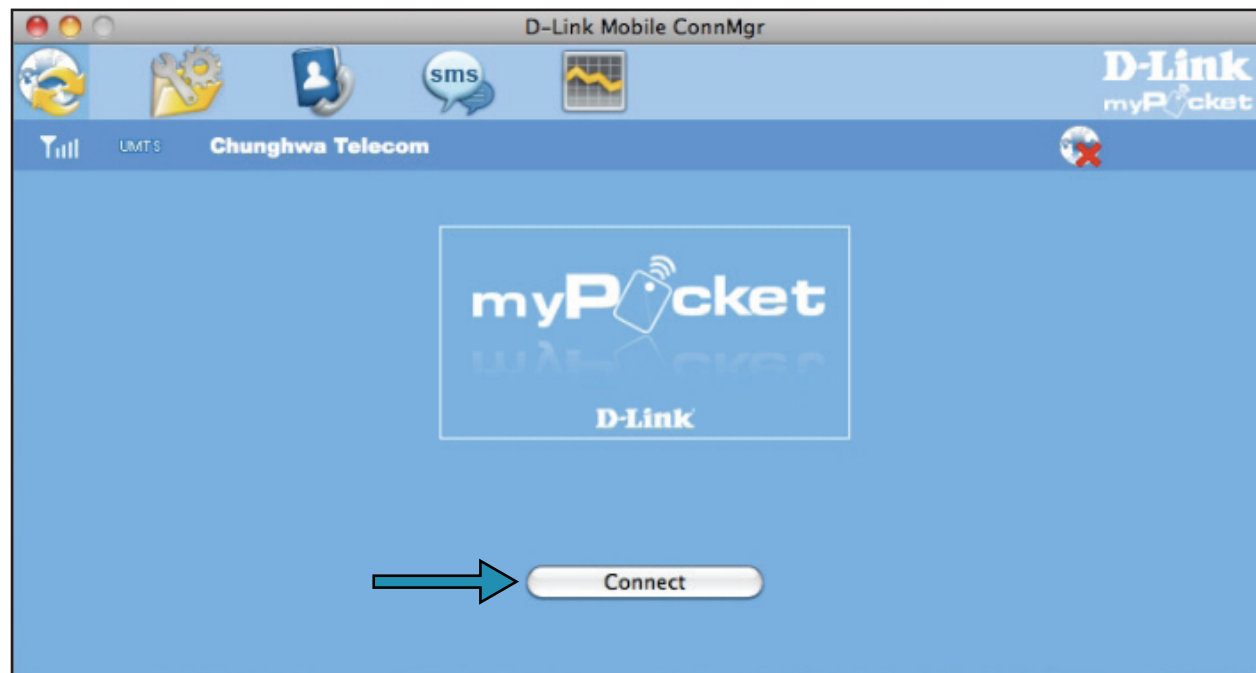 D-Link Mobile ConnMgr
sms
D-Link
myPocket
UMTS
Chunghwa Telecom
myPocket
D-Link
Connect